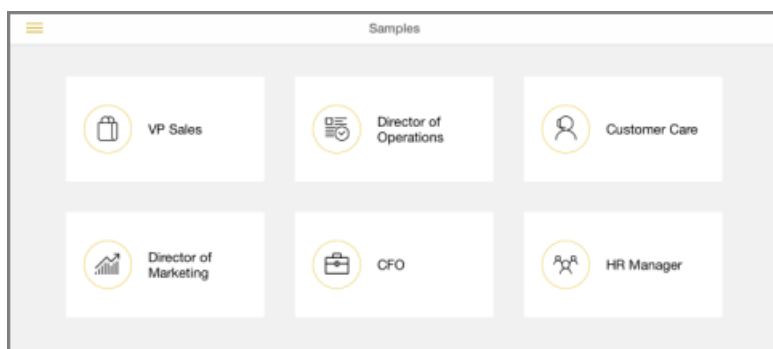 Samples
VP Sales
Director of
Operations
Customer Care
Director of
Marketing
CFO
HR Manager